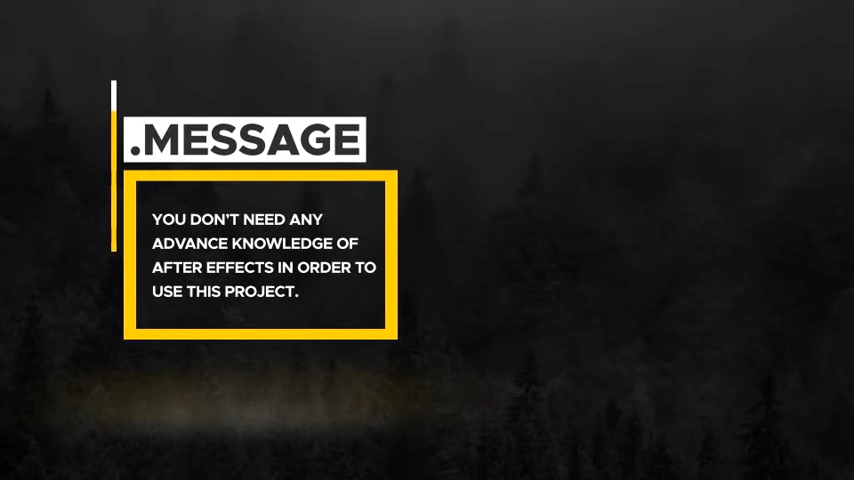 .MESSAGE
YOU DON'T NEED ANY
ADVANCE KNOWLEDGE OF
AFTER EFFECTS IN ORDER TO
USE THIS PROJECT.